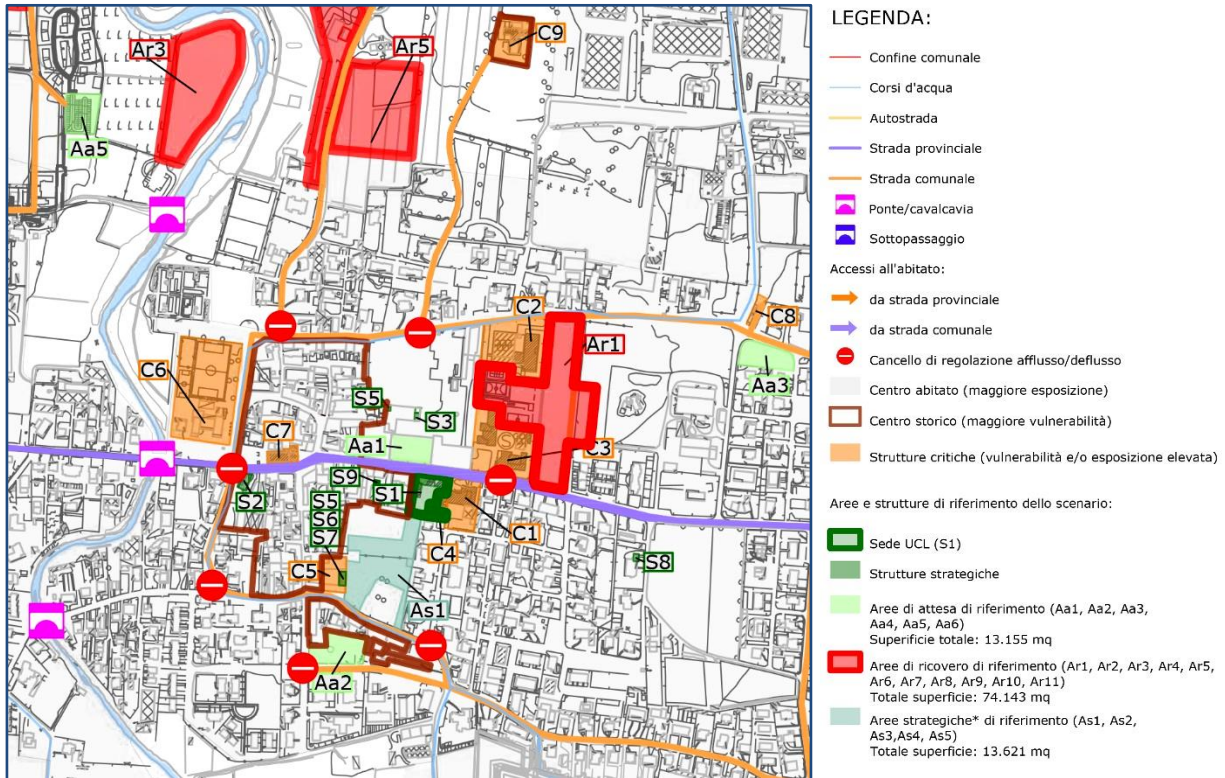 Ar3
Ar5
C9
Aa5
C2
C8
Ar1
Aa3
C6
S5
S3
C7
Aa1
C3
S9
S2
S1
S5
S6
S7
C1
C4
S8
C5
As1
Aa2
LEGENDA:
Confine comunale
Corsi d'acqua
Autostrada
Strada provinciale
Strada comunale
Ponte/cavalcavia
Sottopassaggio
Accessi all'abitato:
da strada provinciale
da strada comunale
Cancello di regolazione afflusso/deflusso
Centro abitato (maggiore esposizione)
Centro storico (maggiore vulnerabilità)
Strutture critiche (vulnerabilità e/o esposizione elevata)
Aree e strutture di riferimento dello scenario:
Sede UCL (S1)
Strutture strategiche
Aree di attesa di riferimento (Aa1, Aa2, Aa3,
Aa4, Aa5, Aa6)
Superficie totale: 13.155 mq
Aree di ricovero di riferimento (Ar1, Ar2, Ar3, Ar4, Ar5,
Ar6, Ar7, Ar8, Ar9, Ar10, Ar11)
Totale superficie: 74.143 mq
Aree strategiche* di riferimento (As1, As2,
As3,As4, As5)
Totale superficie: 13.621 mq